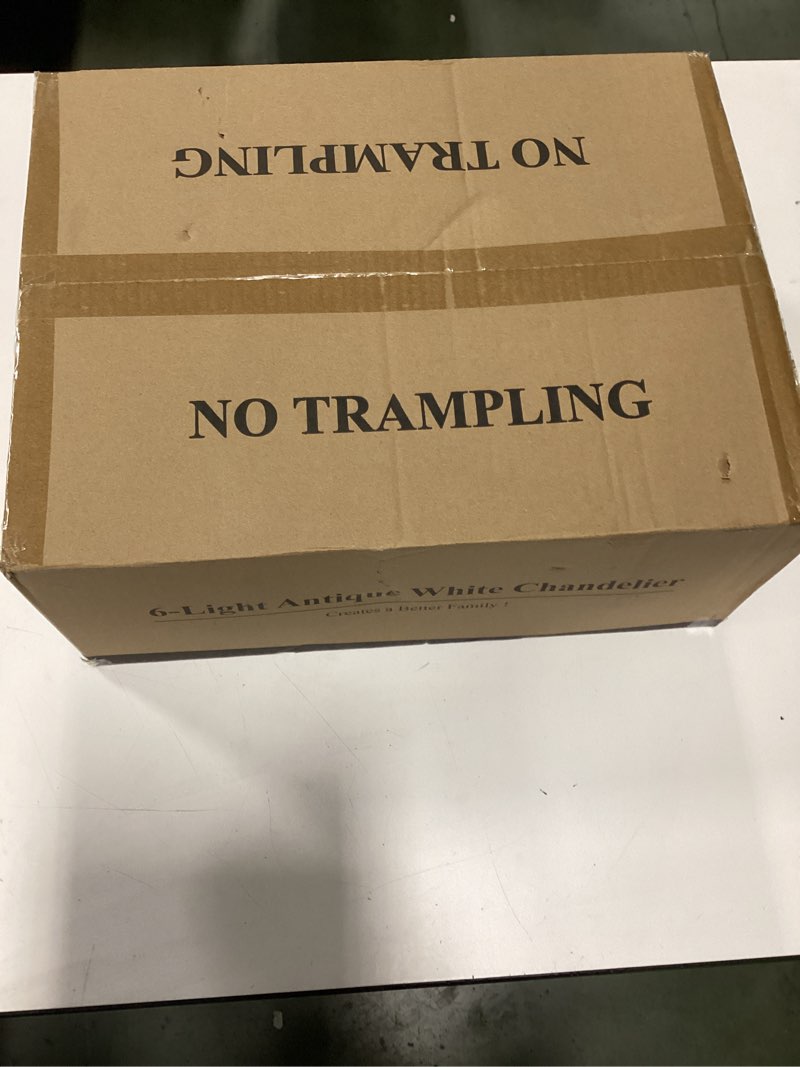 NO TRAMPLING
NO TRAMPLING
6-Light Antique White Chandelier
Creates a Better Family !